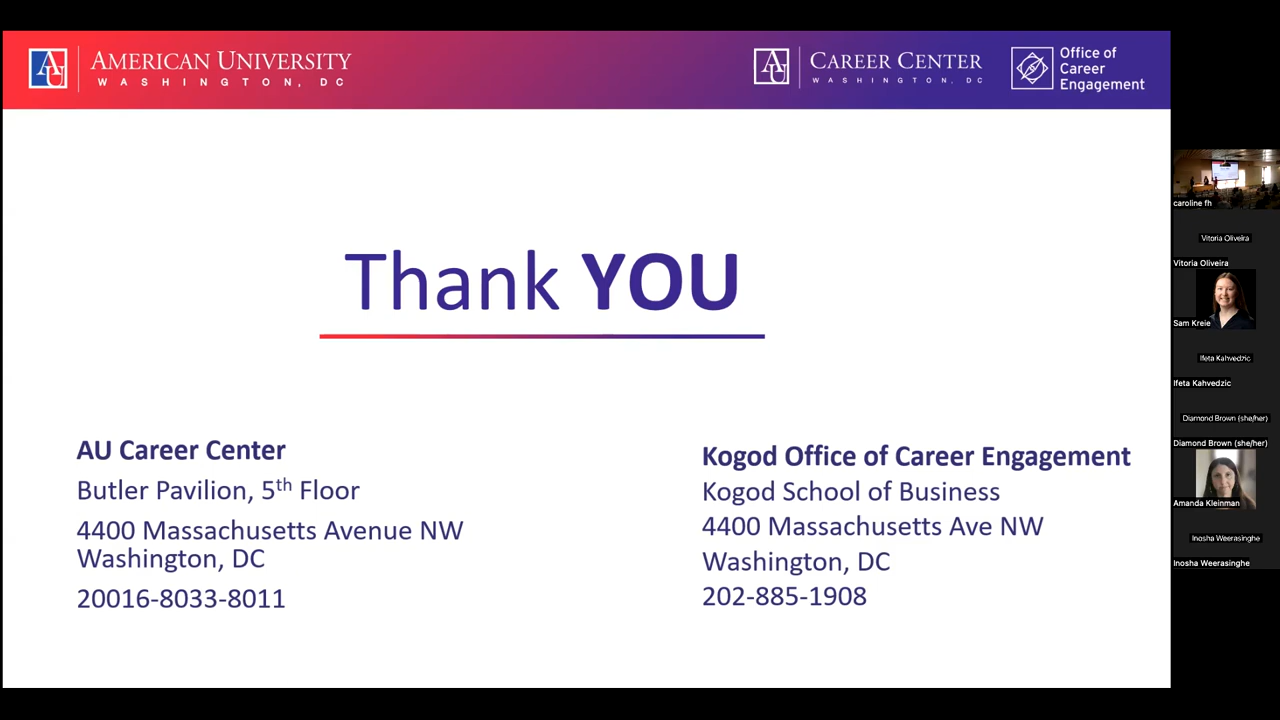 AMERICAN UNIVERSITY
WASHINGTON, DC
CAREER CENTER
WASHINGTON, DC
Office of
Career
Engagement
Thank YOU
AU Career Center
Butler Pavilion, 5th Floor
4400 Massachusetts Avenue NW
Washington, DC
20016-8033-8011
Kogod Office of Career Engagement
Kogod School of Business
4400 Massachusetts Ave NW
Washington, DC
202-885-1908
caroline fh
Vitoria Oliveira
Vitoria Oliveira
Sam Kreie
Ifeta Kahvedzic
Ifeta Kahvedzic
Diamond Brown (she/her)
Diamond Brown (she/her)
Amanda Kleinman
Inosha Weerasinghe
Inosha Weerasinghe